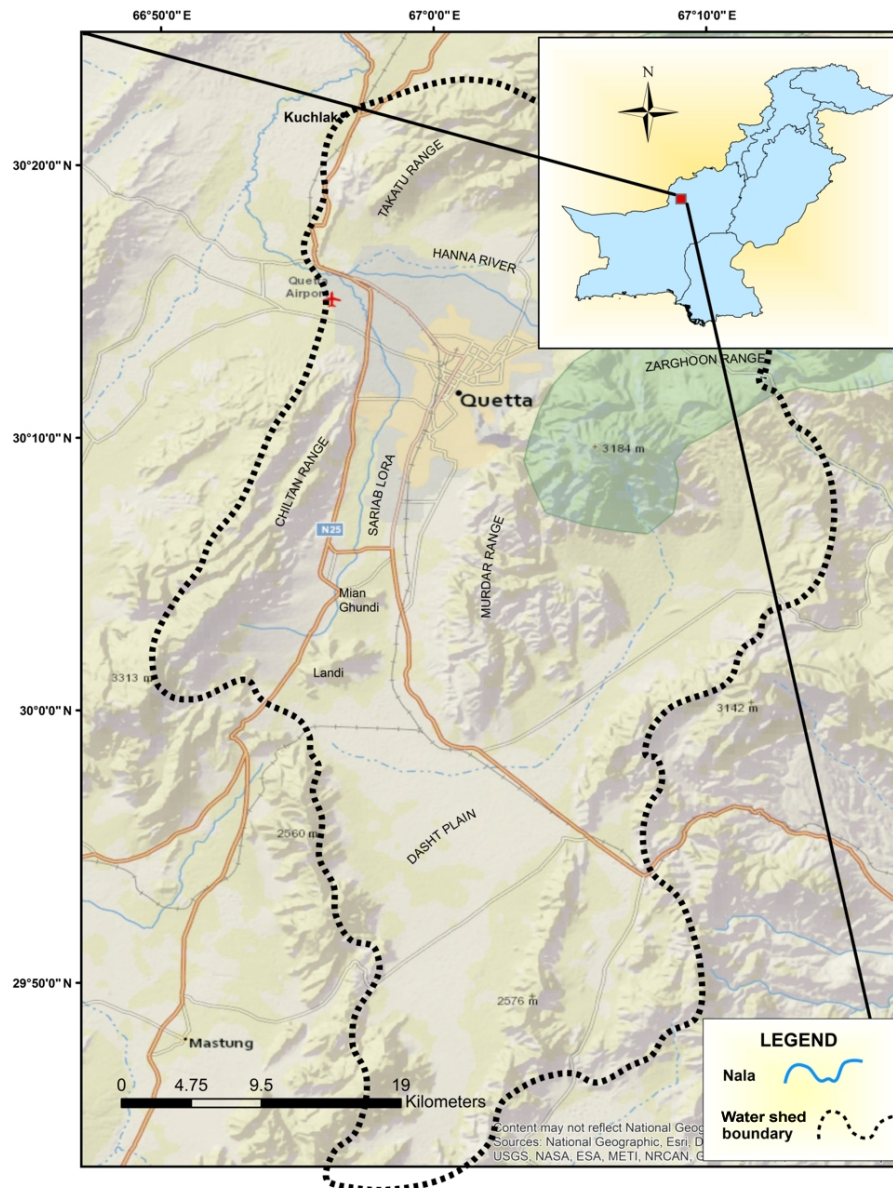 66°50'0"E
67°0'0"E
67°10'0"E
N
Kuchlak
30°20'0"N
TAKATU RANGE
HANNA RIVER
Quetta
Airport
ZARGHOON RANGE
Quetta
30°10'0"N
3184 m
CHILTAN RANGE
SARIAB LORA
N25
MURDAR RANGE
Mian
Ghundi
Landi
3313 m
30°0'0"N
3142 m
2560 m
DASHT PLAIN
29°50'0"N
2576 m
Mastung
LEGEND
Nala
Water shed
boundary
0 4.75 9.5 19
Kilometers
Content may not reflect National Geog
Sources: National Geographic, Esri, D
USGS, NASA, ESA, METI, NRCAN, G